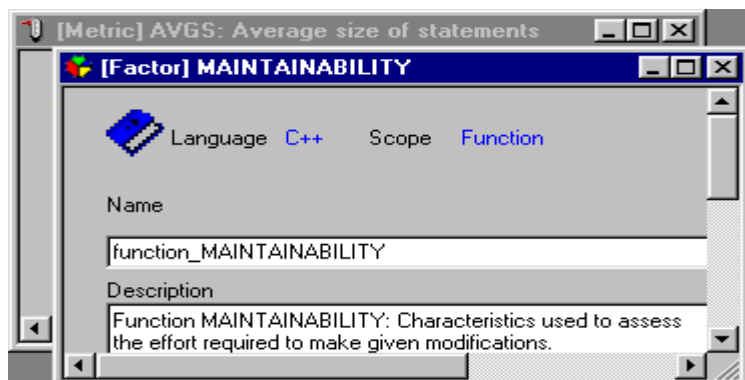 [Metric] AVGS: Average size of statements
[Factor] MAINTAINABILITY
Language C++ Scope Function
Name
function_MAINTAINABILITY
Description
Function MAINTAINABILITY: Characteristics used to assess
the effort required to make given modifications.